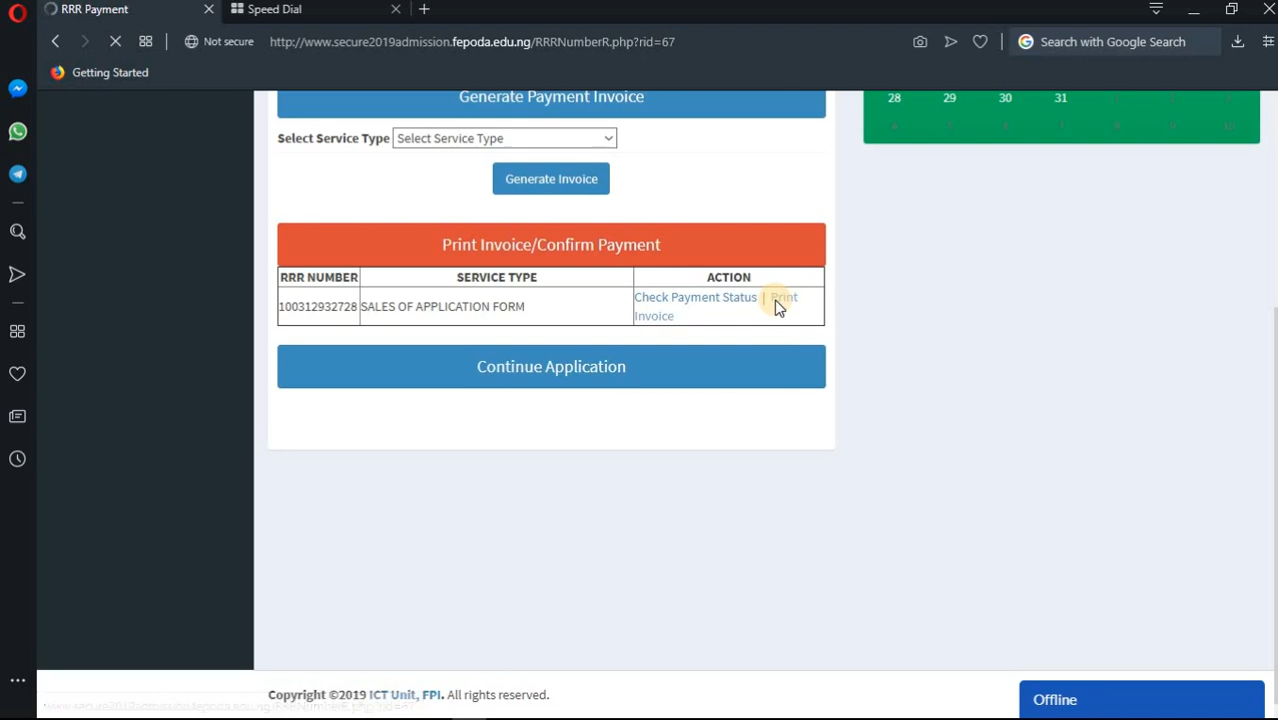 RRR Payment
Speed Dial
Not secure
http://www.secure2019admission.fepoda.edu.ng/RRRNumberR.php?rid=67
Search with Google Search
Getting Started
Generate Payment Invoice
28 29 30 31
Select Service Type Select Service Type
Generate Invoice
Print Invoice/Confirm Payment
RRR NUMBER SERVICE TYPE ACTION
100312932728 SALES OF APPLICATION FORM Check Payment Status | Print
Invoice
Continue Application
Copyright ©2019 ICT Unit, FPI. All rights reserved.
Offline